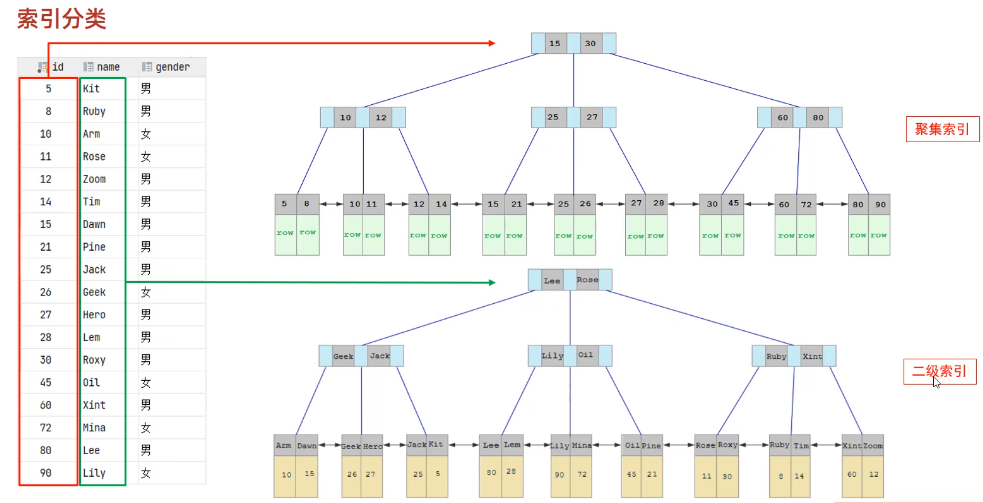 索引分类
id name gender
5 Kit 男
8 Ruby 男
10 Arm 女
11 Rose 女
12 Zoom 男
14 Tim 男
15 Dawn 男
21 Pine 男
25 Jack 男
26 Geek 女
27 Hero 男
28 Lem 男
30 Roxy 男
45 Oil 女
60 Xint 男
72 Mina 女
80 Lee 男
90 Lily 女
15 30
10 12 25 27 60 80
聚集索引
5 8 10 11 12 14 15 21 25 26 27 28 30 45 60 72 80 90
row row row row row row row row row row row row row row row row row row
Lee Rose
Geek Jack Lily Oil Ruby Xint
二级索引
Arm Dawn Geek Hero Jack Kit Lee Lem Lily Mina Oil Pine Rose Roxy Ruby Tim Xint Zoom
10 15 26 27 25 5 80 28 90 72 45 21 11 30 8 14 60 12